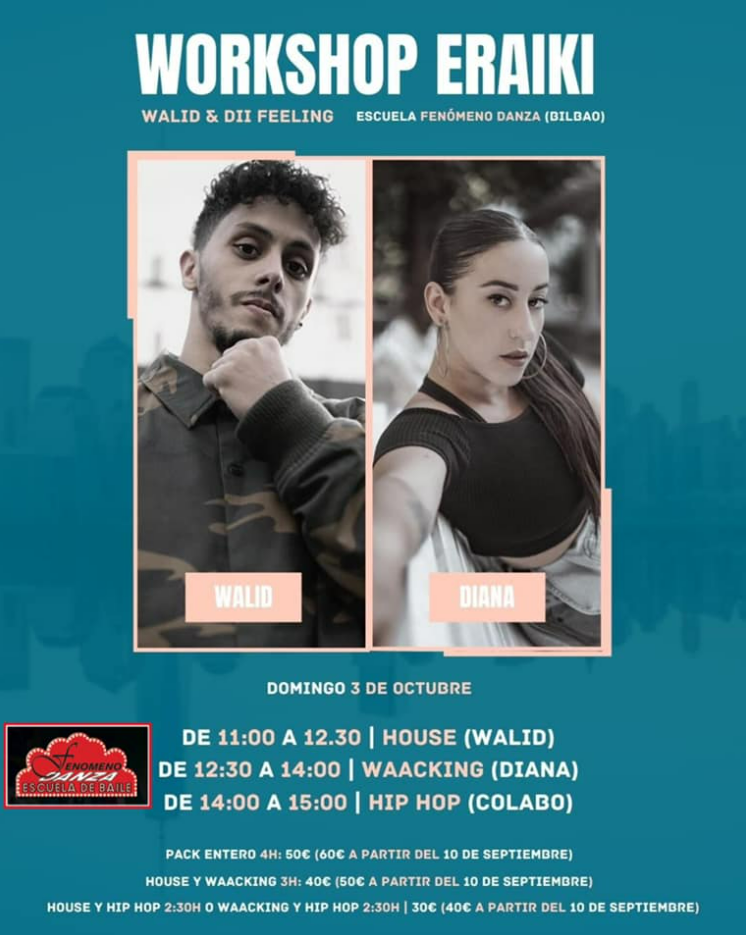 WORKSHOP ERAIKI
WALID & DII FEELING ESCUELA FENÓMENO DANZA (BILBAO)
WALID
DIANA
DOMINGO 3 DE OCTUBRE
DE 11:00 A 12.30 | HOUSE (WALID)
DE 12:30 A 14:00 | WAACKING (DIANA)
DE 14:00 A 15:00 | HIP HOP (COLABO)
FENOMENO
DANZA
ESCUELA DE BAILE
PACK ENTERO 4H: 50€ (60€ A PARTIR DEL 10 DE SEPTIEMBRE)
HOUSE Y WAACKING 3H: 40€ (50€ A PARTIR DEL 10 DE SEPTIEMBRE)
HOUSE Y HIP HOP 2:30H O WAACKING Y HIP HOP 2:30H | 30€ (40€ A PARTIR DEL 10 DE SEPTIEMBRE)